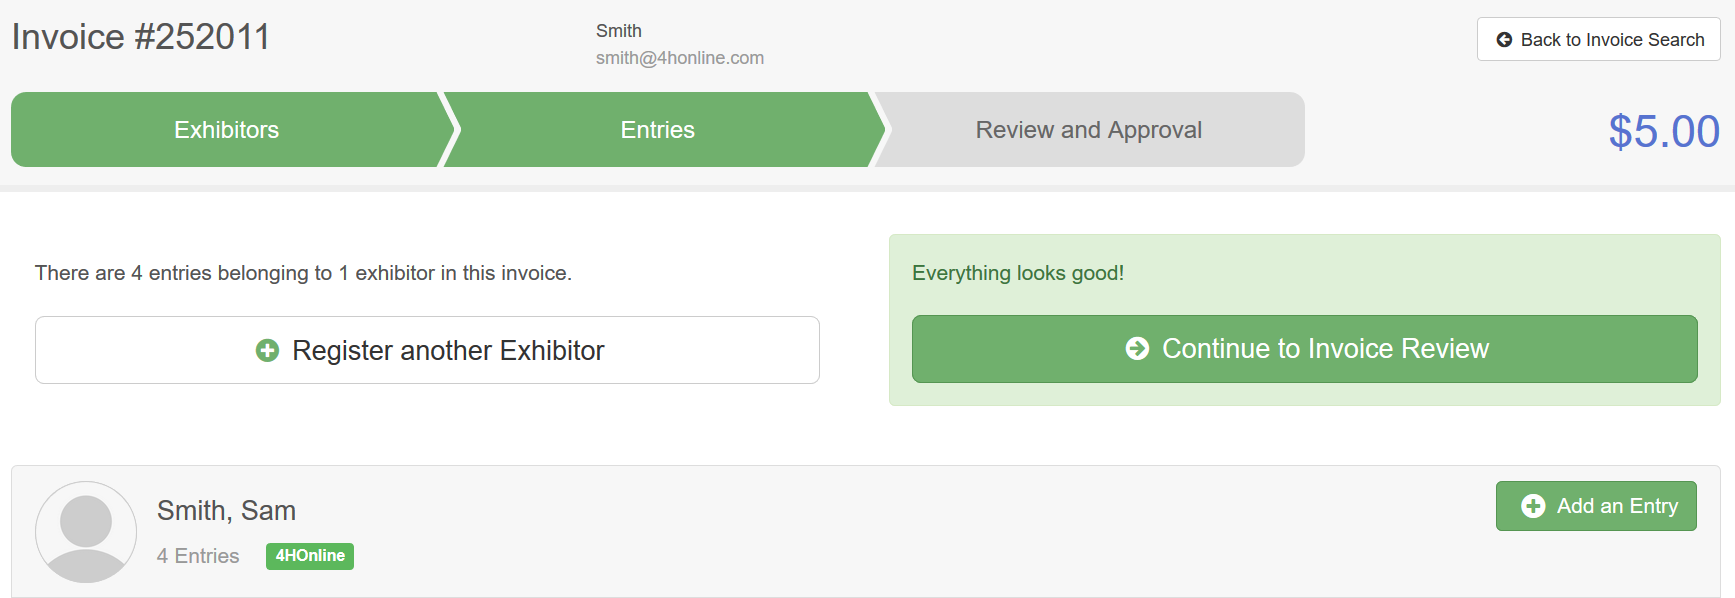 Invoice #252011
Smith
smith@4honline.com
Back to Invoice Search
Exhibitors
Entries
Review and Approval
$5.00
There are 4 entries belonging to 1 exhibitor in this invoice.
Register another Exhibitor
Everything looks good!
Continue to Invoice Review
Smith, Sam
4 Entries
4HOnline
Add an Entry